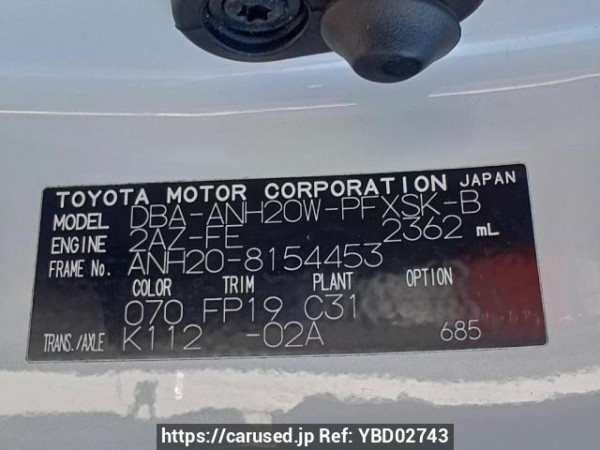 TOYOTA MOTOR CORPORATION JAPAN
MODEL DBA-ANH20W-PFXSK-B
ENGINE 2AZ-FE 2362 mL
FRAME No. ANH20-8154453
COLOR TRIM PLANT OPTION
070 FP19 C31
TRANS./AXLE K112 -02A 685
https://carused.jp Ref: YBD02743